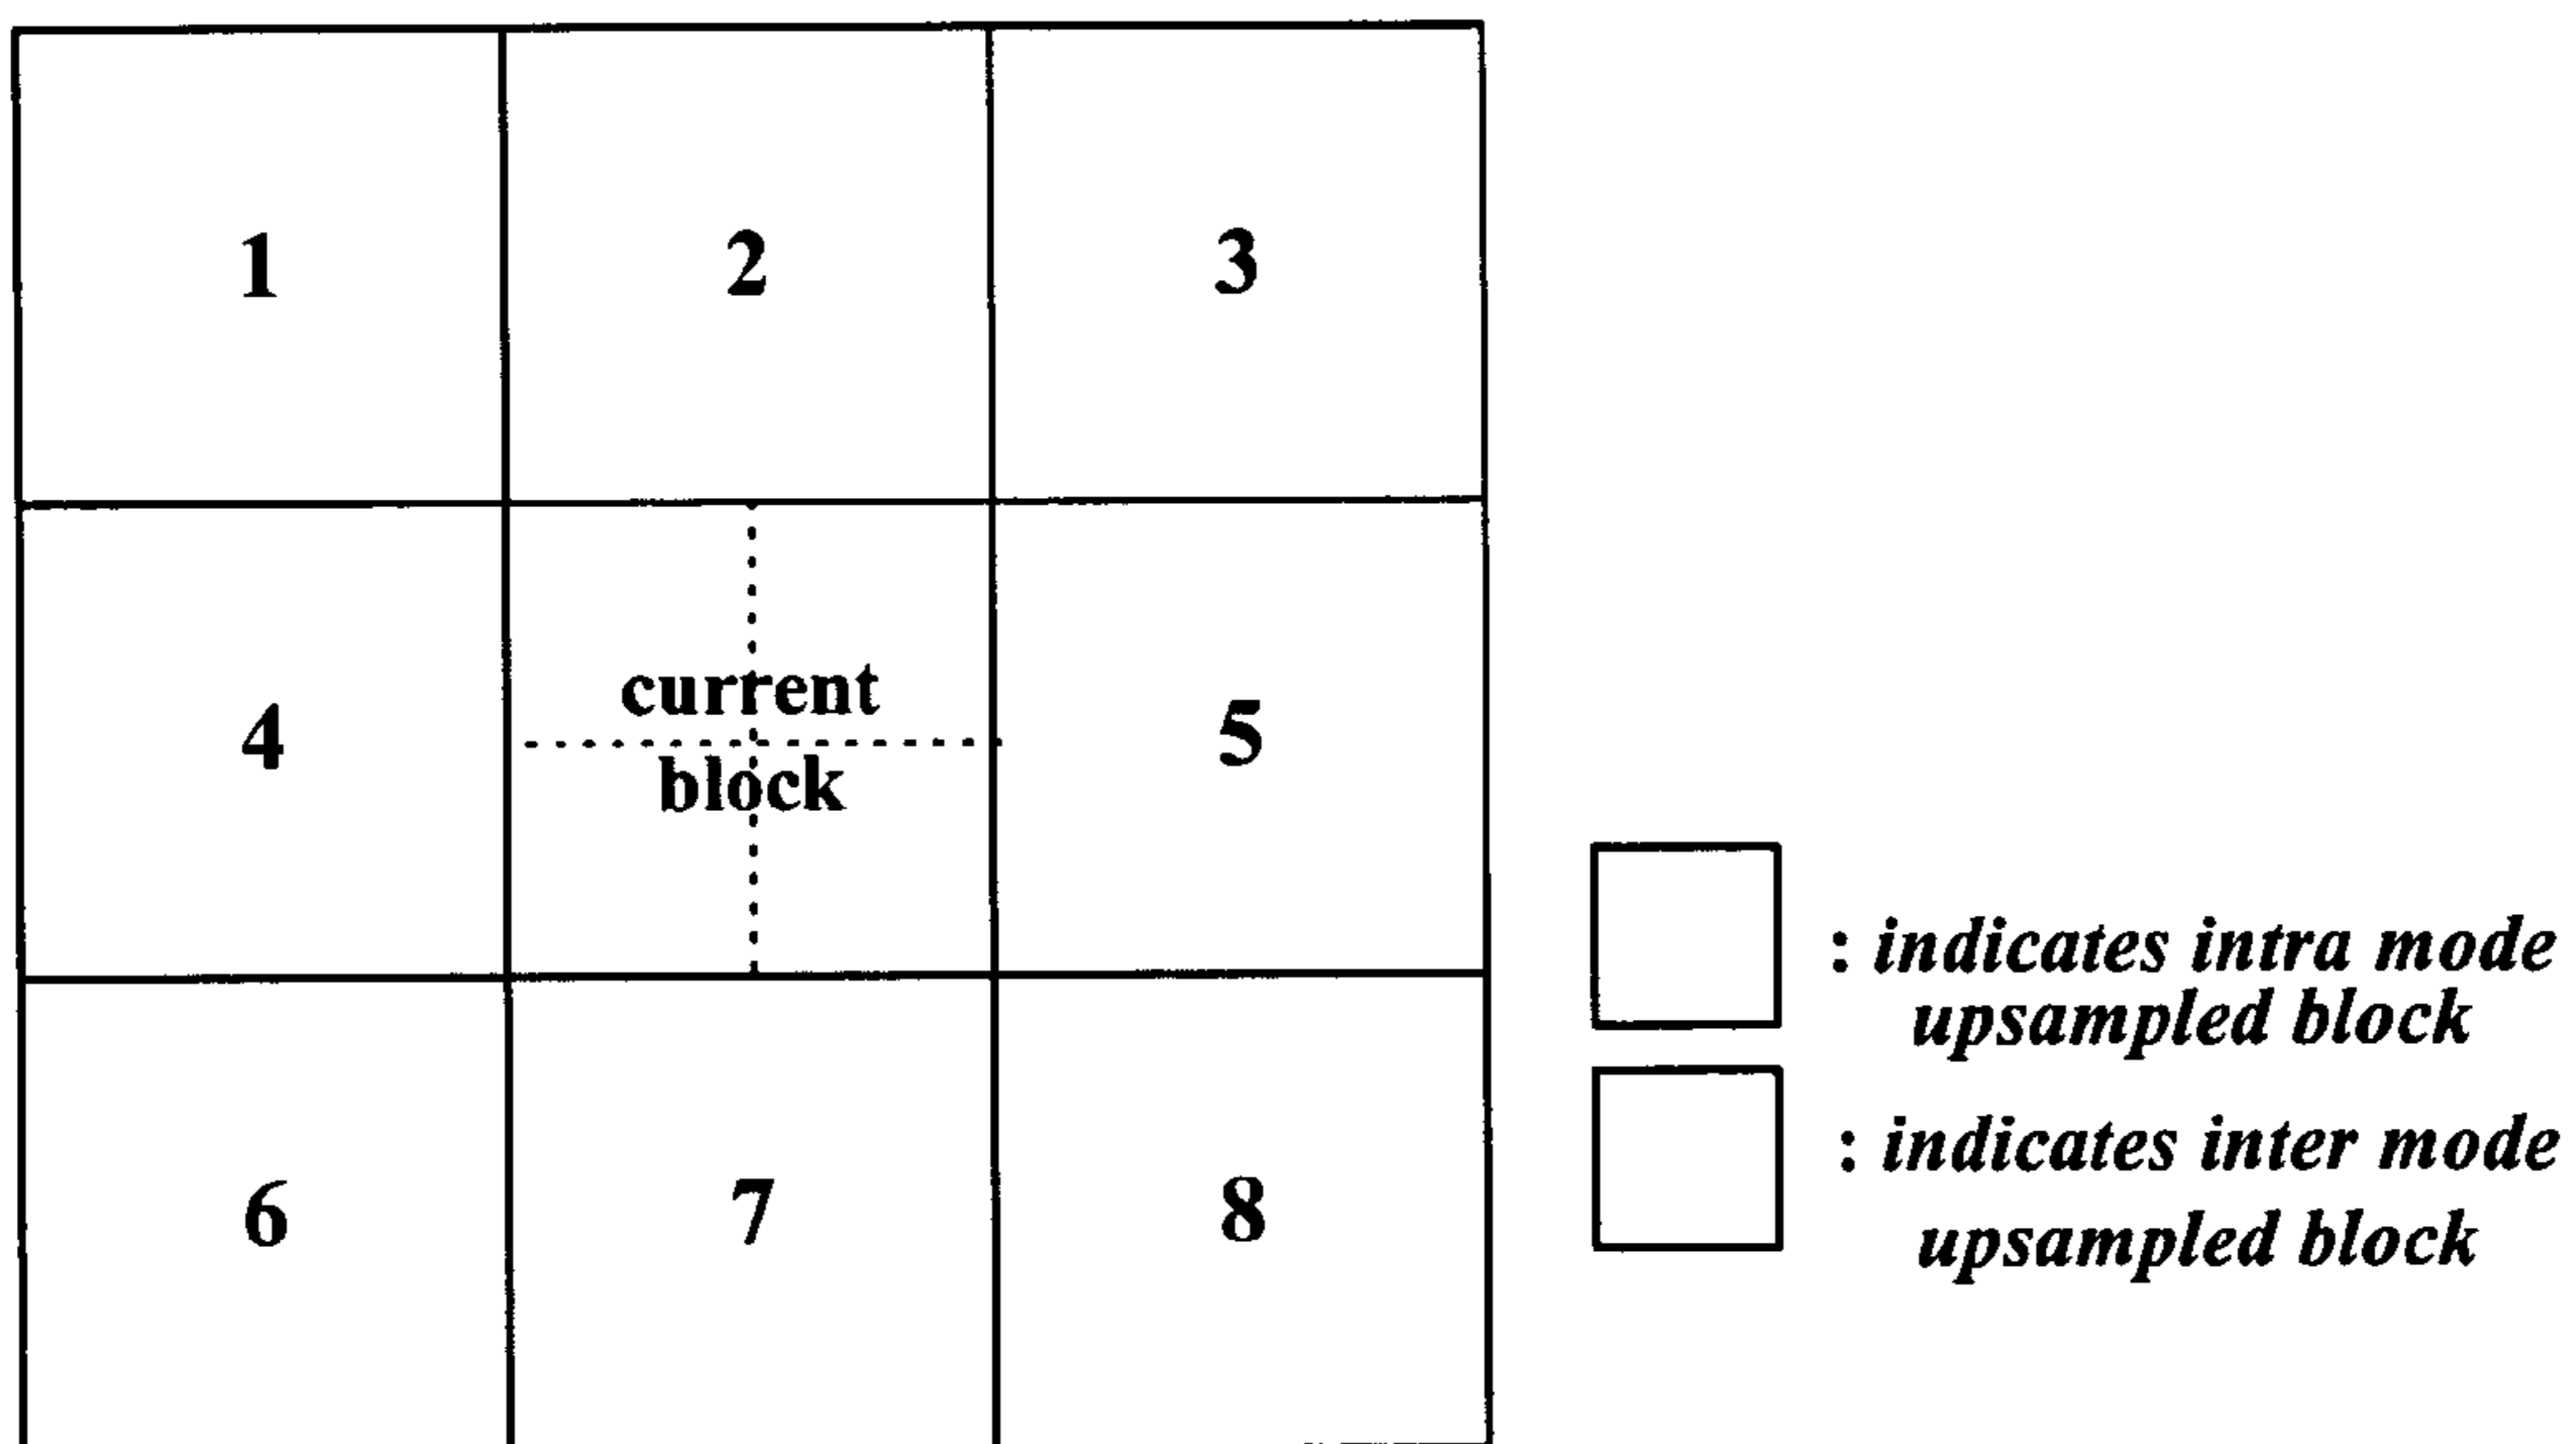 1 2 3
current
4 5
block
: indicates intra mode
upsampled block
: indicates inter mode
6 7 8
upsampled block